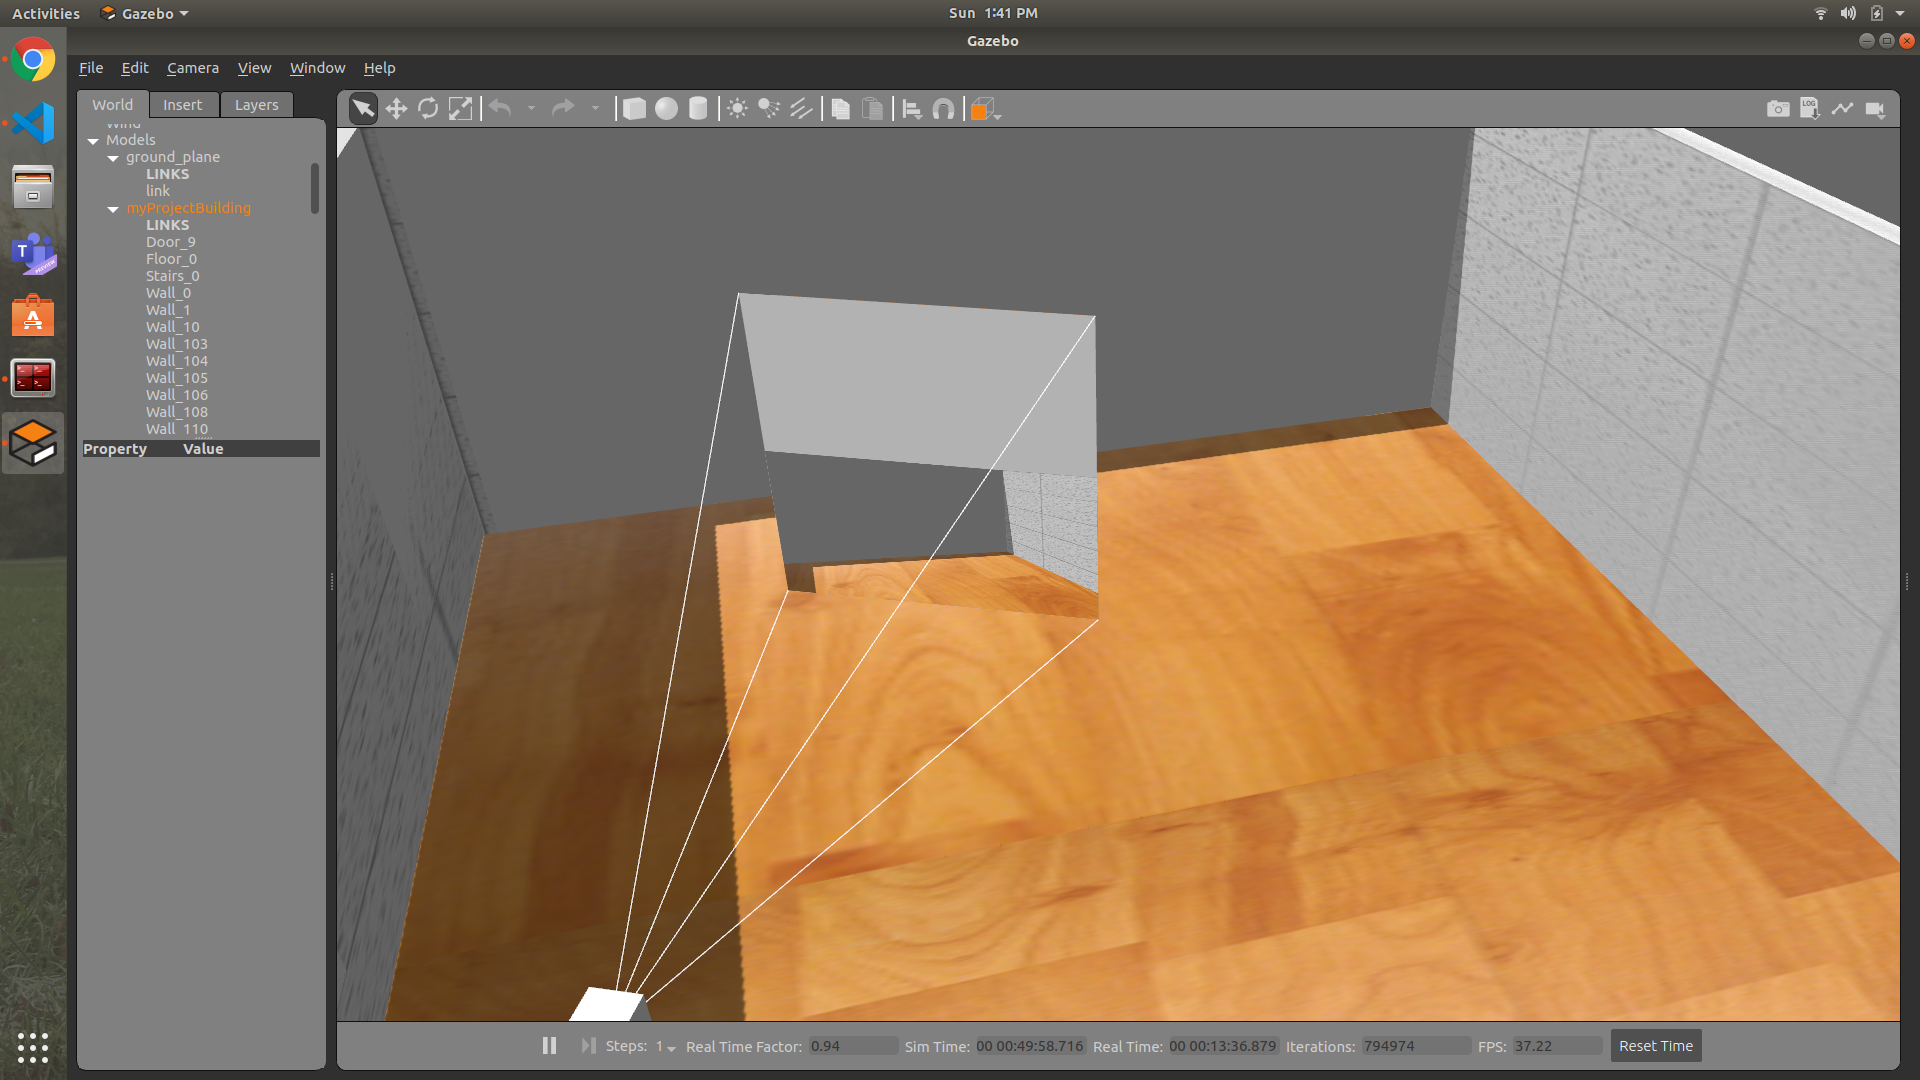 Activities Gazebo Sun 1:41 PM
Gazebo
File Edit Camera View Window Help
World Insert Layers
LOG
Wind
Models
ground_plane
LINKS
link
myProjectBuilding
LINKS
Door_9
Floor_0
Stairs_0
Wall_0
Wall_1
Wall_10
Wall_103
Wall_104
Wall_105
Wall_106
Wall_108
Wall_110
Property Value
T
PREVIEW
A
Steps: 1 Real Time Factor: 0.94 Sim Time: 00 00:49:58.716 Real Time: 00 00:13:36.879 Iterations: 794974 FPS: 37.22 Reset Time